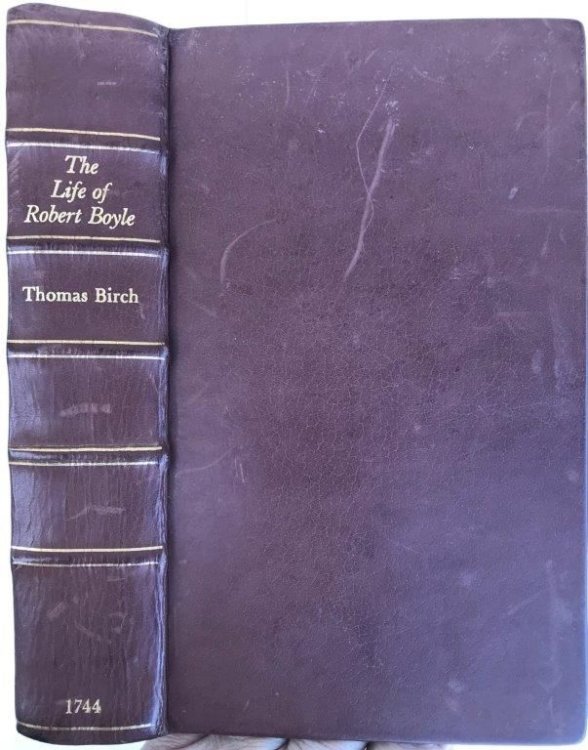 The
Life of
Robert Boyle
Thomas Birch
1744